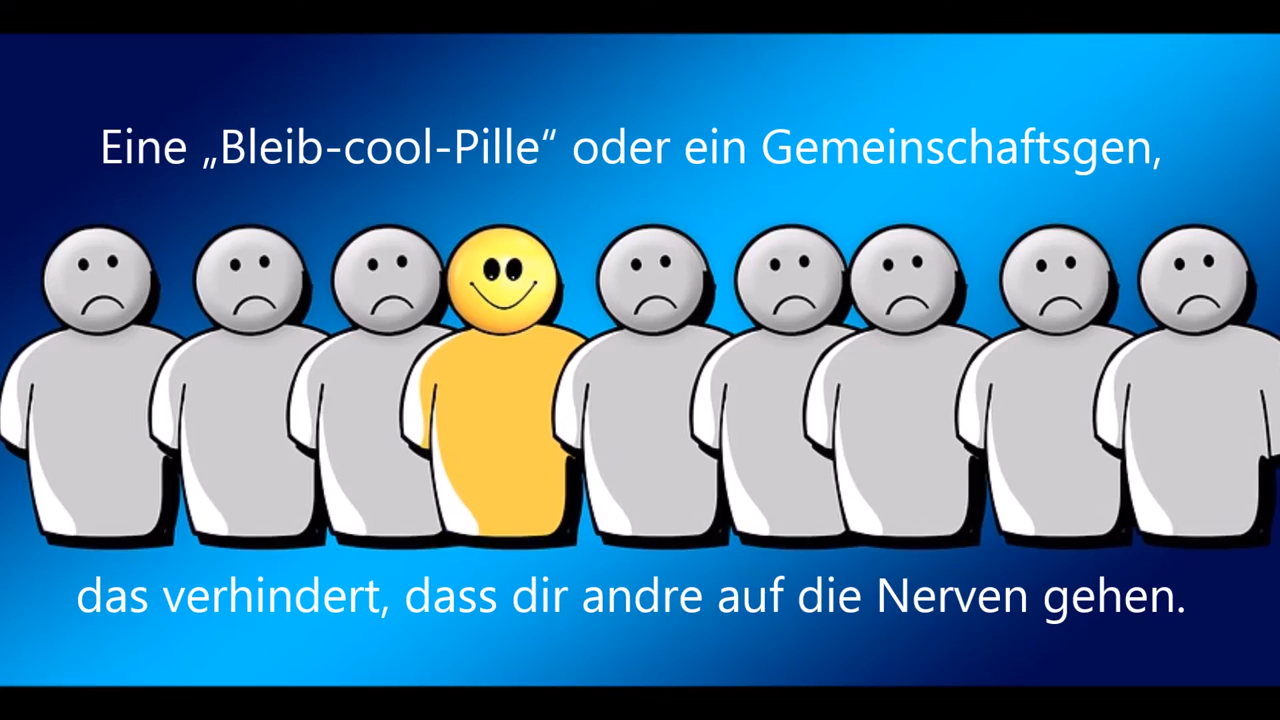 Eine „Bleib-cool-Pille“ oder ein Gemeinschaftsgen,
das verhindert, dass dir andre auf die Nerven gehen.